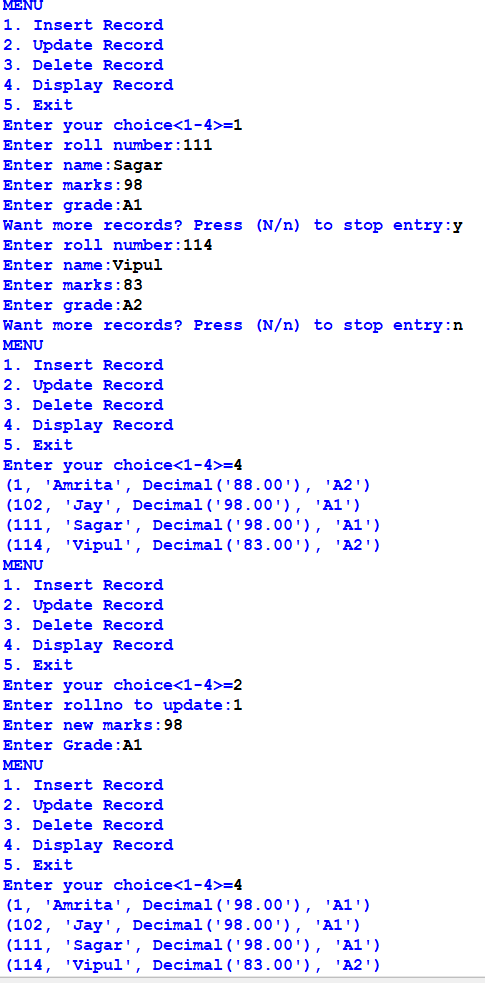 MENU
1. Insert Record
2. Update Record
3. Delete Record
4. Display Record
5. Exit
Enter your choice<1-4>=1
Enter roll number:111
Enter name:Sagar
Enter marks:98
Enter grade:A1
Want more records? Press (N/n) to stop entry:y
Enter roll number:114
Enter name:Vipul
Enter marks:83
Enter grade:A2
Want more records? Press (N/n) to stop entry:n
MENU
1. Insert Record
2. Update Record
3. Delete Record
4. Display Record
5. Exit
Enter your choice<1-4>=4
(1, 'Amrita', Decimal('88.00'), 'A2')
(102, 'Jay', Decimal('98.00'), 'A1')
(111, 'Sagar', Decimal('98.00'), 'A1')
(114, 'Vipul', Decimal('83.00'), 'A2')
MENU
1. Insert Record
2. Update Record
3. Delete Record
4. Display Record
5. Exit
Enter your choice<1-4>=2
Enter rollno to update:1
Enter new marks:98
Enter Grade:A1
MENU
1. Insert Record
2. Update Record
3. Delete Record
4. Display Record
5. Exit
Enter your choice<1-4>=4
(1, 'Amrita', Decimal('98.00'), 'A1')
(102, 'Jay', Decimal('98.00'), 'A1')
(111, 'Sagar', Decimal('98.00'), 'A1')
(114, 'Vipul', Decimal('83.00'), 'A2')